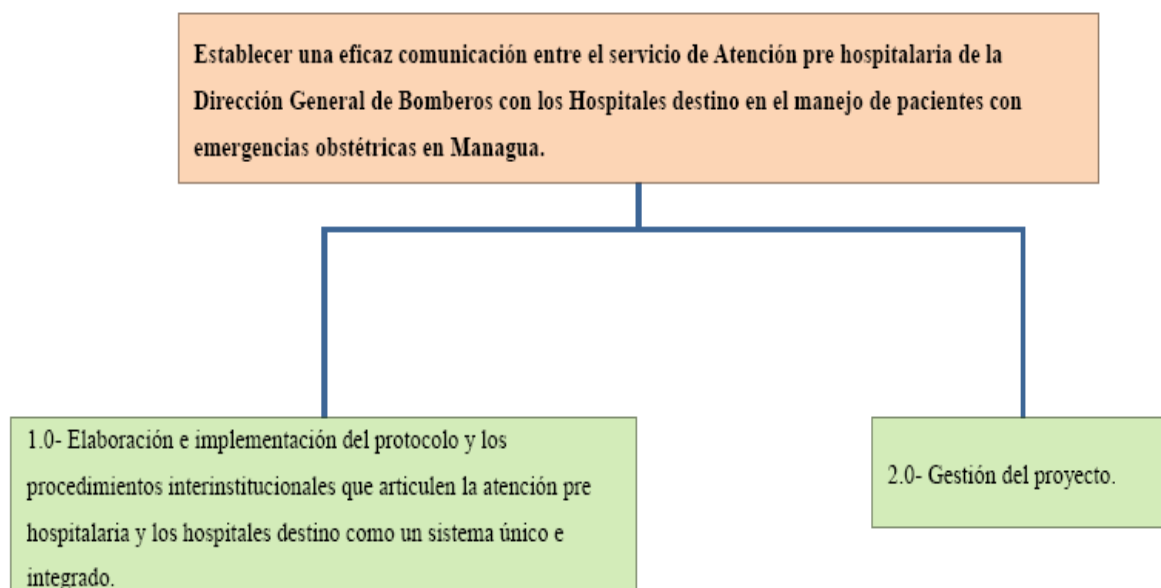 Establecer una eficaz comunicación entre el servicio de Atención pre hospitalaria de la
Dirección General de Bomberos con los Hospitales destino en el manejo de pacientes con
emergencias obstétricas en Managua.
1.0- Elaboración e implementación del protocolo y los
procedimientos interinstitucionales que articulen la atención pre
hospitalaria y los hospitales destino como un sistema único e
integrado.
2.0- Gestión del proyecto.